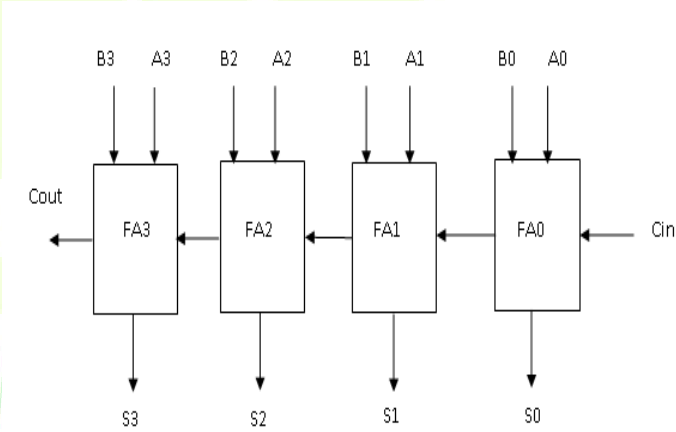 B3 A3 B2 A2 B1 A1 B0 A0
Cout
FA3 FA2 FA1 FA0 Cin
S3 S2 S1 S0